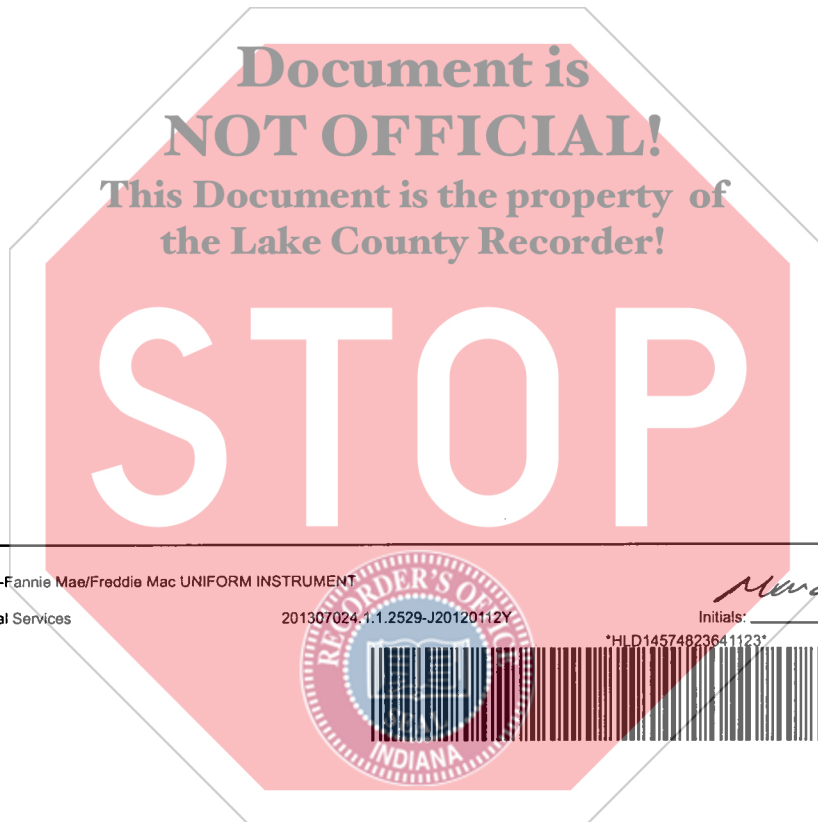 Document is
NOT OFFICIAL!
This Document is the property of
the Lake County Recorder!
STOP
-Fannie Mae/Freddie Mac UNIFORM INSTRUMENT
al Services 201307024.1.1.2529-J20120112Y Initials:
*HLD14574823641123*
RECORDER'S OFFICE
SEAL
INDIANA